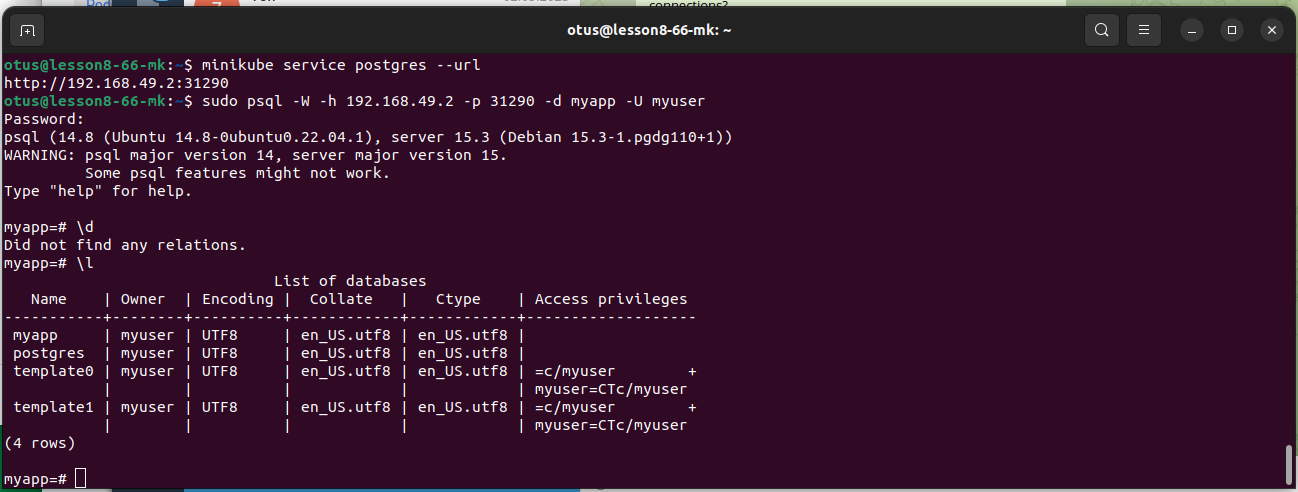 connections?
otus@lesson8-66-mk: ~
otus@lesson8-66-mk:~$ minikube service postgres --url
http://192.168.49.2:31290
otus@lesson8-66-mk:~$ sudo psql -W -h 192.168.49.2 -p 31290 -d myapp -U myuser
Password:
psql (14.8 (Ubuntu 14.8-0ubuntu0.22.04.1), server 15.3 (Debian 15.3-1.pgdg110+1))
WARNING: psql major version 14, server major version 15.
         Some psql features might not work.
Type "help" for help.

myapp=# \d
Did not find any relations.
myapp=# \l
                              List of databases
   Name    | Owner  | Encoding |  Collate   |   Ctype    | Access privileges
-----------+--------+----------+------------+------------+-------------------
 myapp     | myuser | UTF8     | en_US.utf8 | en_US.utf8 |
 postgres  | myuser | UTF8     | en_US.utf8 | en_US.utf8 |
 template0 | myuser | UTF8     | en_US.utf8 | en_US.utf8 | =c/myuser        +
           |        |          |            |            | myuser=CTc/myuser
 template1 | myuser | UTF8     | en_US.utf8 | en_US.utf8 | =c/myuser        +
           |        |          |            |            | myuser=CTc/myuser
(4 rows)

myapp=#